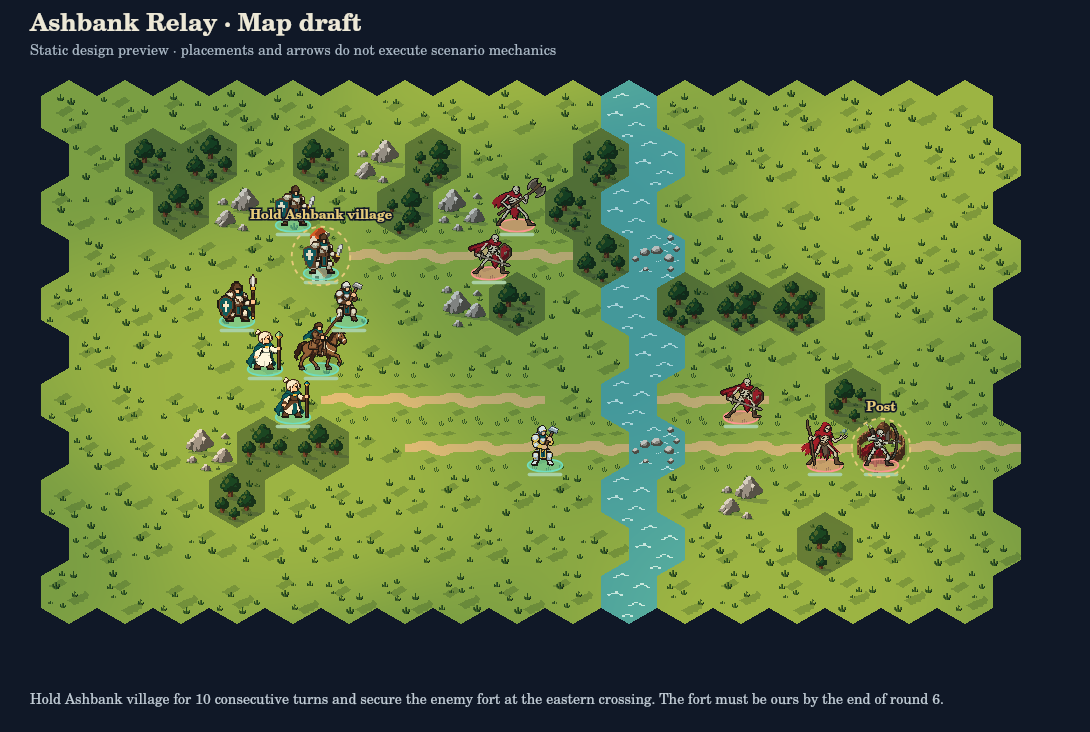 Ashbank Relay · Map draft
Static design preview · placements and arrows do not execute scenario mechanics
Hold Ashbank village
Post
Hold Ashbank village for 10 consecutive turns and secure the enemy fort at the eastern crossing. The fort must be ours by the end of round 6.